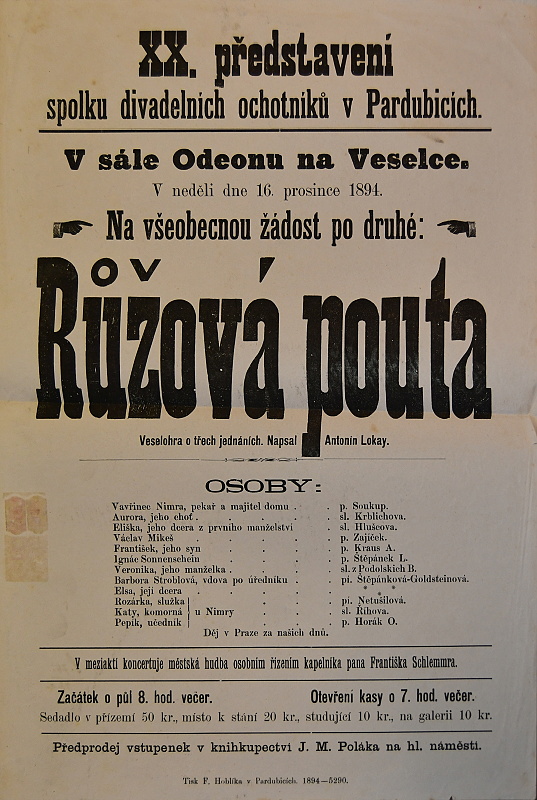 XX. představení
spolku divadelních ochotníků v Pardubicích.
V sále Odeonu na Veselce.
V neděli dne 16. prosince 1894.
Na všeobecnou žádost po druhé:
Růžová pouta
Veselohra o třech jednáních. Napsal Antonín Lokay.
OSOBY:
Vavřinec Nimra, pekař a majitel domu . . p. Soukup.
Aurora, jeho choť . . . . . sl. Krblichova.
Eliška, jeho dcera z prvního manželství . sl. Hlušcova.
Václav Mikeš . . . . . p. Zajíček.
František, jeho syn . . . . p. Kraus A.
Ignác Sonnenschein . . . . p. Štěpánek L.
Veronika, jeho manželka . . . . sl. z Podolských B.
Barbora Stroblová, vdova po úředníku . . pí. Štěpánková-Goldsteinová.
Elsa, její dcera . . . . . * * *
Rozárka, služka . . . pí. Netušilová.
Katy, komorná } u Nimry . . . sl. Říhova.
Pepík, učedník . . . p. Horák O.
Děj v Praze za našich dnů.
V meziaktí koncertuje městská hudba osobním řízením kapelníka pana Františka Schlemmra.
Začátek o půl 8. hod. večer. Otevření kasy o 7. hod. večer.
Sedadlo v přízemí 50 kr., místo k stání 20 kr., studující 10 kr., na galerii 10 kr.
Předprodej vstupenek v knihkupectví J. M. Poláka na hl. náměstí.
Tisk F. Hoblíka v Pardubicích. 1894—5290.